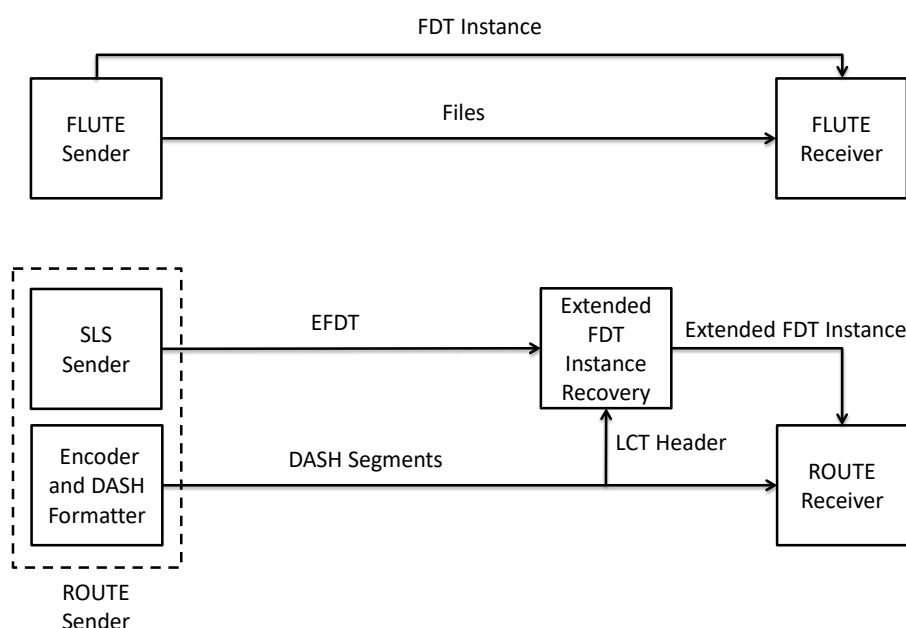 FDT Instance
FLUTE
Sender
Files
FLUTE
Receiver
SLS
Sender
EFDT
Extended
FDT
Instance
Recovery
Extended FDT Instance
Encoder
and DASH
Formatter
DASH Segments
LCT Header
ROUTE
Receiver
ROUTE
Sender